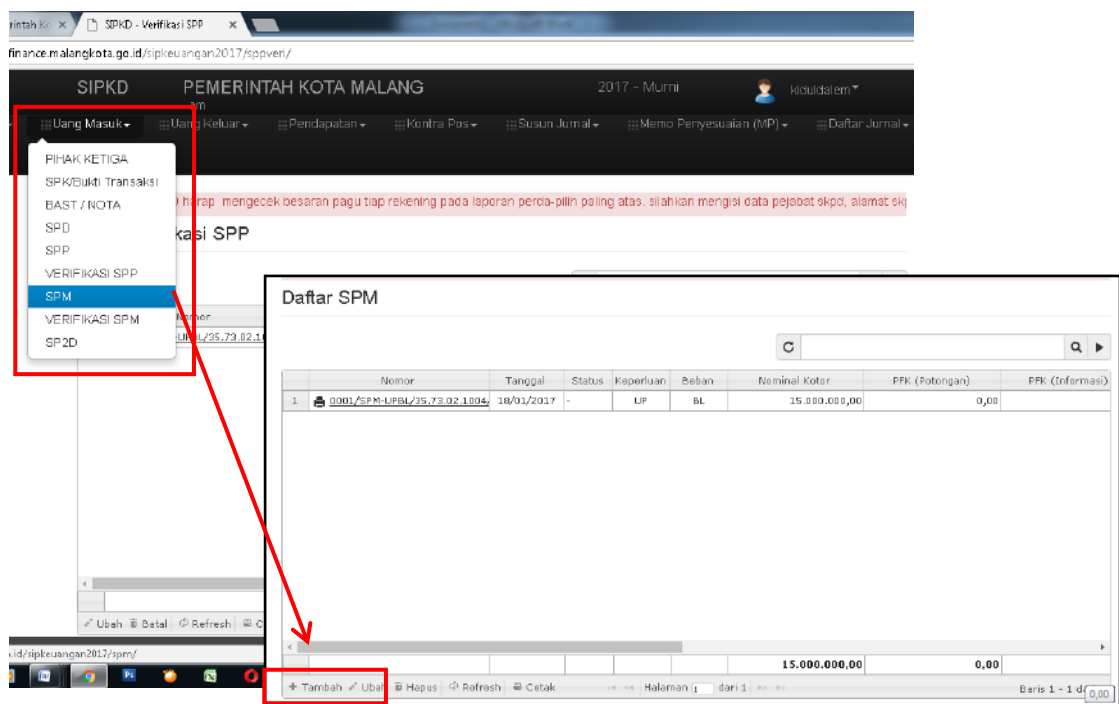 SIPKD - Verifikasi SPP
finance.malangkota.go.id/sipkeuangan2017/sppveri/
SIPKD PEMERINTAH KOTA MALANG 2017 - Murni kiduldalem
Uang Masuk Uang Keluar Pendapatan Kontra Pos Susun Jurnal Memo Penyesuaian (MP) Daftar Jurnal
PIHAK KETIGA
SPK/Bukti Transaksi
BAST / NOTA
SPD
SPP
VERIFIKASI SPP
SPM
VERIFIKASI SPM
SP2D
harap mengecek besaran pagu tiap rekening pada laporan perda-pilih paling atas. silahkan mengisi data pejabat skpd, alamat
kasi SPP
Nomor
Ubah Batal Refresh
.id/sipkeuangan2017/spm/
Daftar SPM
Nomor Tanggal Status Keperluan Beban Nominal Kotor PFK (Potongan) PFK (Informasi)
1 0001/SPM-UPBL/35.73.02.1004. 18/01/2017 - UP BL 15.000.000,00 0,00
15.000.000,00 0,00
+ Tambah Ubah Hapus Refresh Cetak Halaman 1 dari 1 Baris 1 - 1
0,00